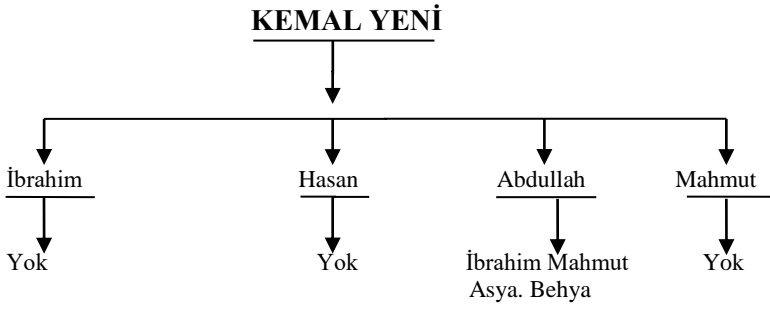 KEMAL YENİ
İbrahim Hasan Abdullah Mahmut
Yok Yok İbrahim Mahmut Yok
Asya. Behya